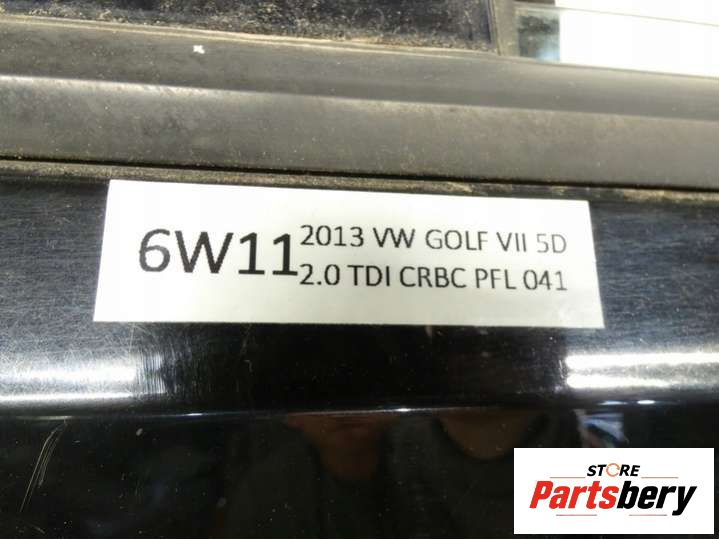 6W11
2013 VW GOLF VII 5D
2.0 TDI CRBC PFL 041
STORE
Partsbery